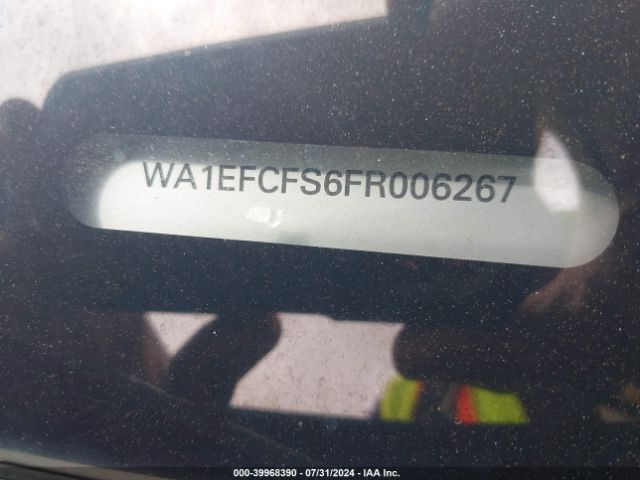 WA1EFCFS6FR006267
000-39968390 - 07/31/2024 - IAA Inc.